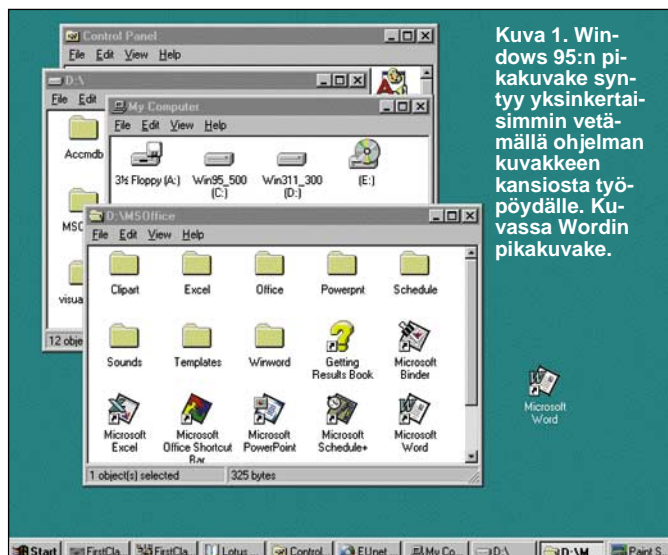 Control Panel
File Edit View Help
D:\
File Edit
My Computer
File Edit View Help
Accmdb
3½ Floppy (A:)
Win95_500
(C:)
Win311_300
(D:)
(E:)
D:\MSOffice
File Edit View Help
Clipart
Excel
Office
Powerpnt
Schedule
Sounds
Templates
Winword
Getting
Results Book
Microsoft
Binder
Microsoft
Excel
Microsoft
Office Shortcut
Bar
Microsoft
PowerPoint
Microsoft
Schedule+
Microsoft
Word
1 object(s) selected
325 bytes
Kuva 1. Win-
dows 95:n pi-
kakuvake syn-
tyy yksinkertai-
simmin vetä-
mällä ohjelman
kuvakkeen
kansiosta työ-
pöydälle. Ku-
vassa Wordin
pikakuvake.
Microsoft
Word
Start FirstCla... FirstCla... Lotus ... Control... EUnet ... My Co... D:\ D:\M... Paint S...